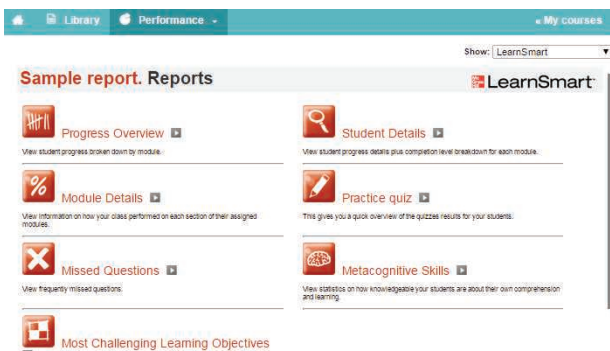 Library Performance « My courses
Show: LearnSmart
Sample report. Reports LearnSmart
Progress Overview
View student progress broken down by module.
Student Details
View student progress details plus completion level breakdown for each module.
Module Details
View Information on how your class performed on each section of their assigned
modules.
Practice quiz
This gives you a quick overview of the quizzes results for your students.
Missed Questions
View frequently missed questions.
Metacognitive Skills
View statistics on how knowledgeable your students are about their own comprehension
and learning.
Most Challenging Learning Objectives